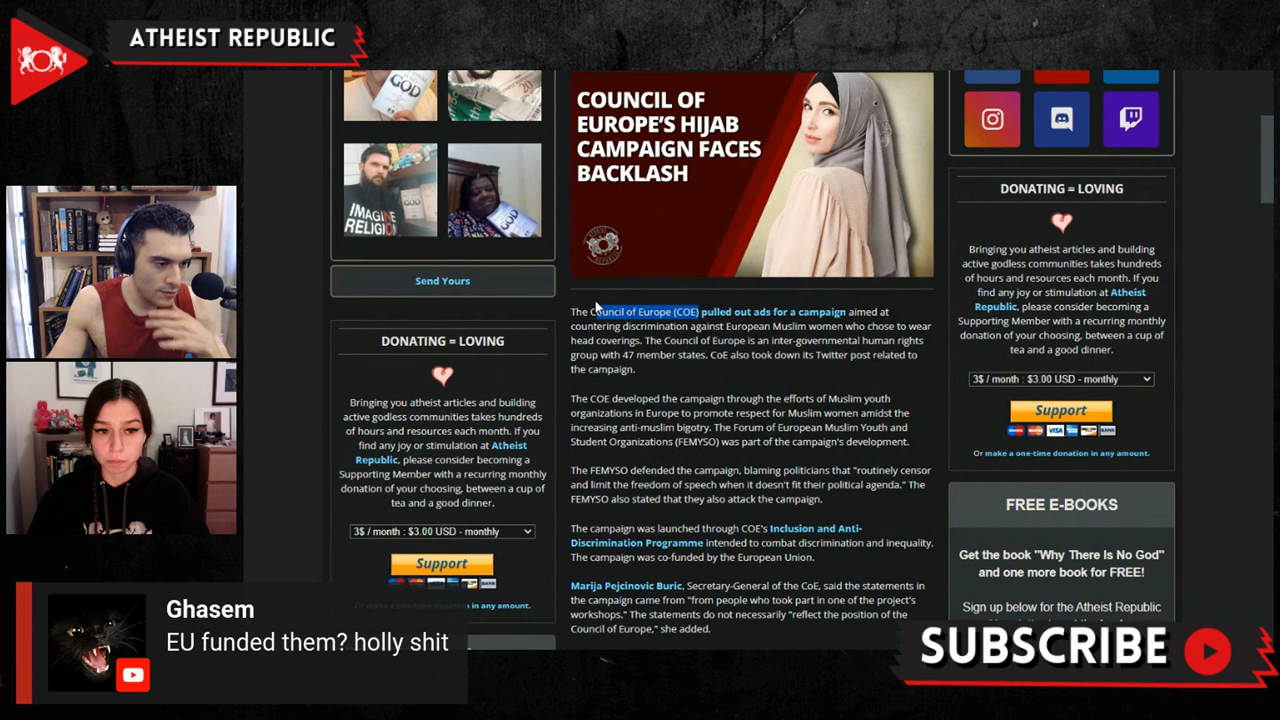 ATHEIST REPUBLIC
GOD
20
GOD
IMAGINE
RELIGION
GOD
Send Yours
DONATING = LOVING
Bringing you atheist articles and building
active godless communities takes hundreds
of hours and resources each month. If you
find any joy or stimulation at Atheist
Republic, please consider becoming a
Supporting Member with a recurring monthly
donation of your choosing, between a cup of
tea and a good dinner.
3$ / month : $3.00 USD - monthly
Support
VISA
BANK
Or make a one-time donation in any amount.
COUNCIL OF
EUROPE'S HIJAB
CAMPAIGN FACES
BACKLASH
The Council of Europe (COE) pulled out ads for a campaign aimed at
countering discrimination against European Muslim women who chose to wear
head coverings. The Council of Europe is an inter-governmental human rights
group with 47 member states. CoE also took down its Twitter post related to
the campaign.
The COE developed the campaign through the efforts of Muslim youth
organizations in Europe to promote respect for Muslim women amidst the
increasing anti-muslim bigotry. The Forum of European Muslim Youth and
Student Organizations (FEMYSO) was part of the campaign's development.
The FEMYSO defended the campaign, blaming politicians that "routinely censor
and limit the freedom of speech when it doesn't fit their political agenda." The
FEMYSO also stated that they also attack the campaign.
The campaign was launched through COE's Inclusion and Anti-
Discrimination Programme intended to combat discrimination and inequality.
The campaign was co-funded by the European Union.
Marija Pejcinovic Buric, Secretary-General of the CoE, said the statements in
the campaign came from "from people who took part in one of the project's
workshops." The statements do not necessarily "reflect the position of the
Council of Europe," she added.
DONATING = LOVING
Bringing you atheist articles and building
active godless communities takes hundreds
of hours and resources each month. If you
find any joy or stimulation at Atheist
Republic, please consider becoming a
Supporting Member with a recurring monthly
donation of your choosing, between a cup of
tea and a good dinner.
3$ / month : $3.00 USD - monthly
Support
VISA
BANK
Or make a one-time donation in any amount.
FREE E-BOOKS
Get the book "Why There Is No God"
and one more book for FREE!
Sign up below for the Atheist Republic
Ghasem
EU funded them? holly shit
SUBSCRIBE